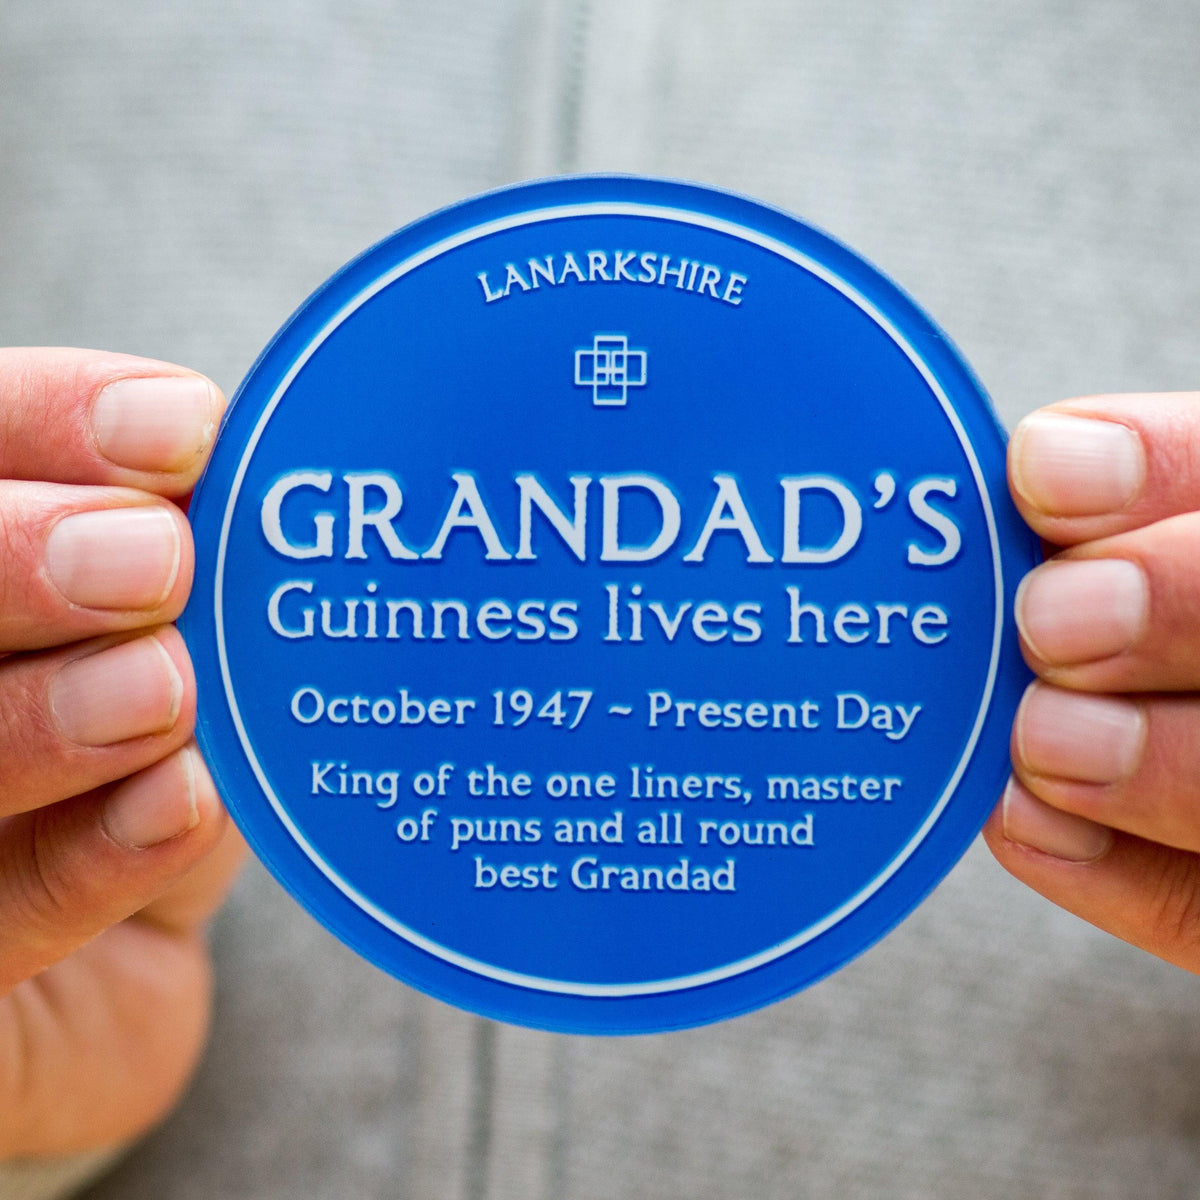 LANARKSHIRE
GRANDAD'S
Guinness lives here
October 1947 ~ Present Day
King of the one liners, master
of puns and all round
best Grandad